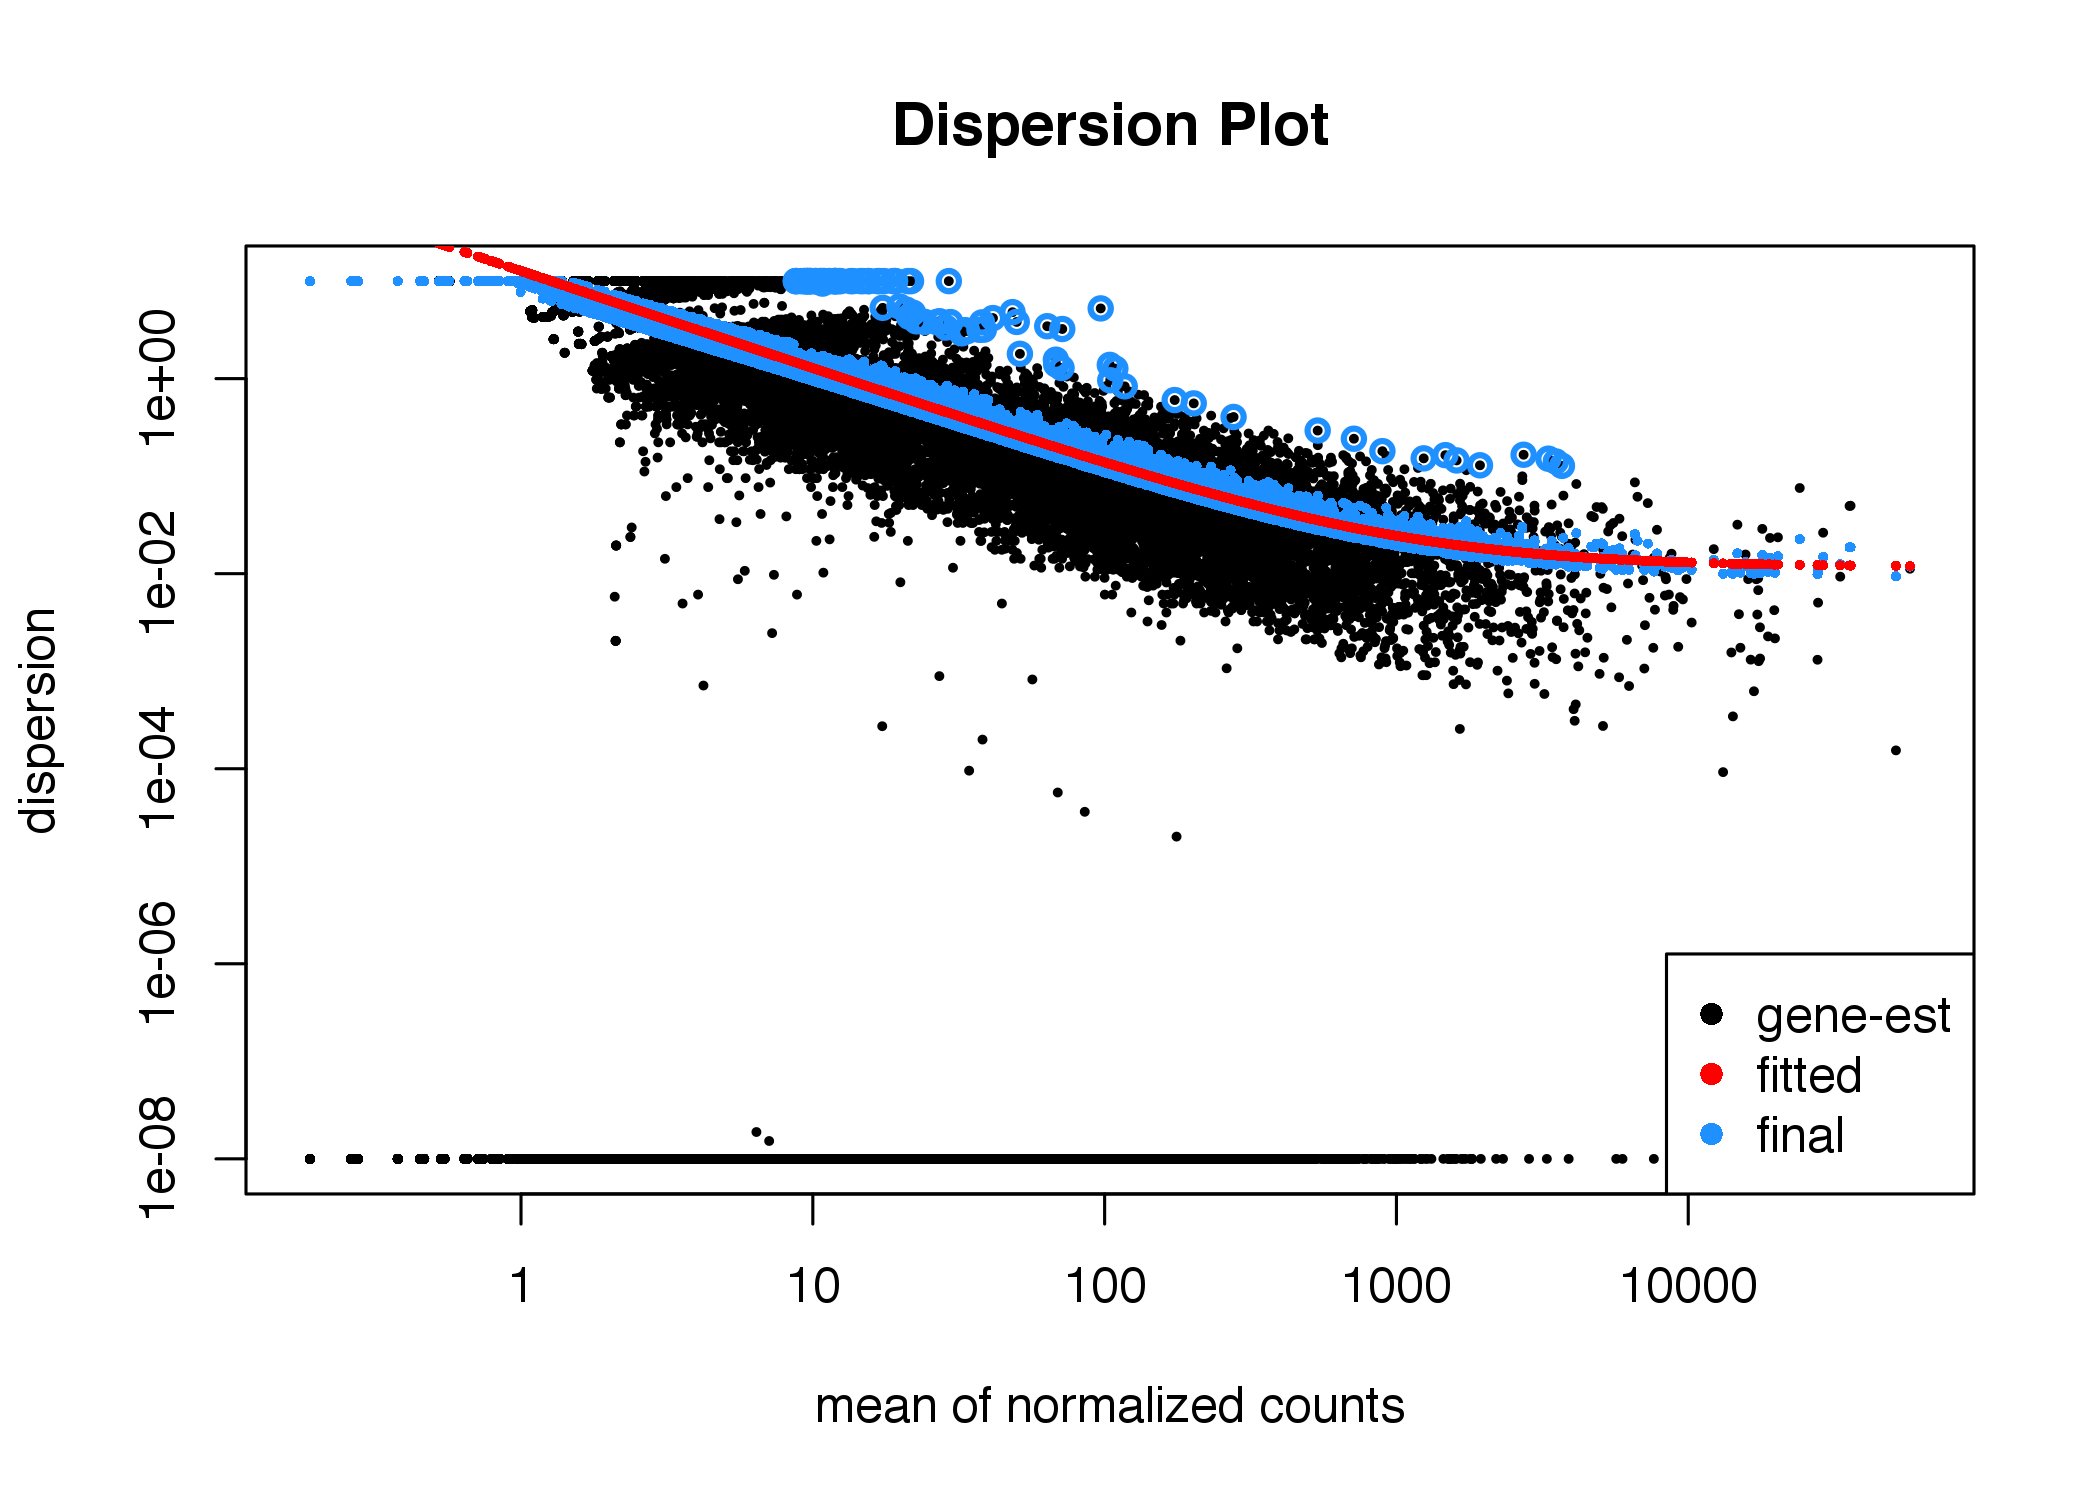 Dispersion Plot
dispersion
1e+00
1e-02
1e-04
1e-06
1e-08
gene-est
fitted
final
1 10 100 1000 10000
mean of normalized counts